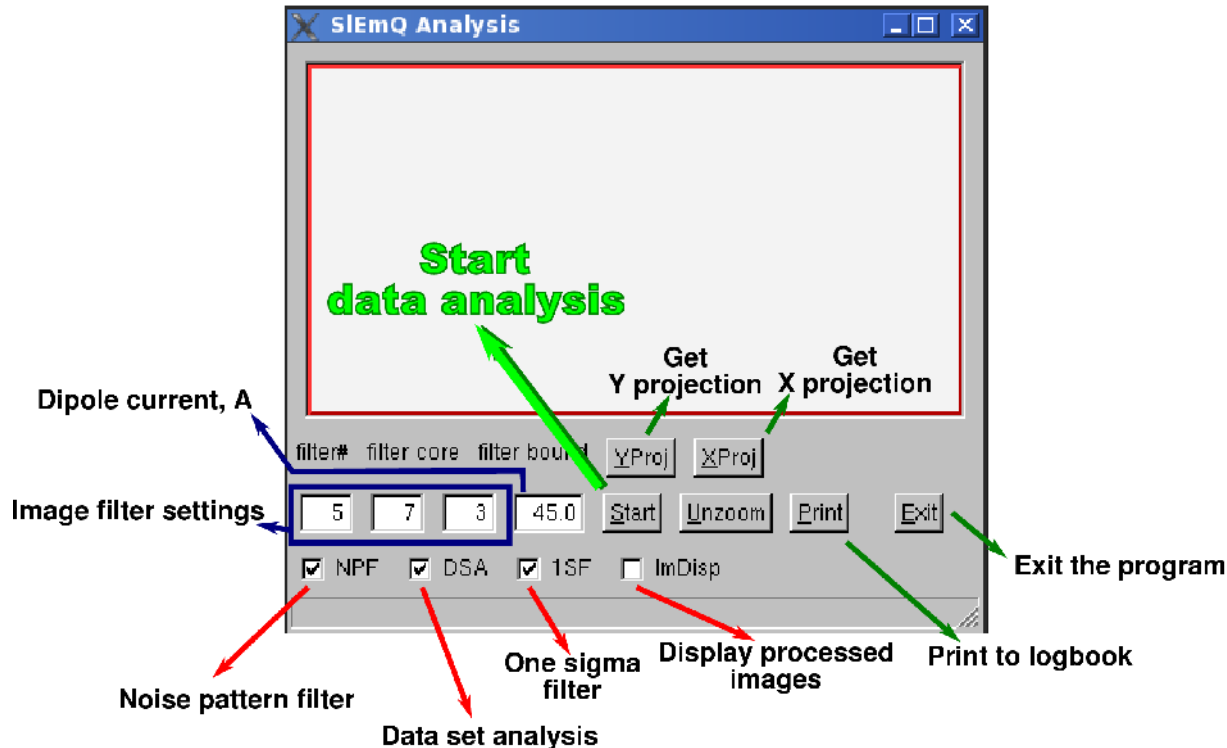 SlEmQ Analysis
Start
data analysis
Get
Y projection
Get
X projection
Dipole current, A
filter# filter core filter bound YProj XProj
Image filter settings
5 7 3 45.0 Start Unzoom Print Exit
Exit the program
NPF DSA 1SF ImDisp
Noise pattern filter
Data set analysis
One sigma
filter
Display processed
images
Print to logbook